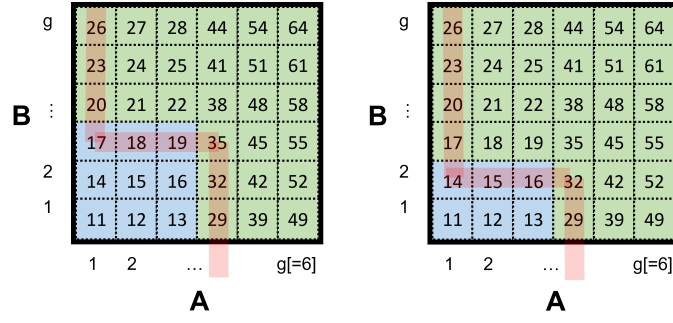 g 26 27 28 44 54 64
23 24 25 41 51 61
B ⋮ 20 21 22 38 48 58
17 18 19 35 45 55
2 14 15 16 32 42 52
1 11 12 13 29 39 49
1 2 ... g[=6]
A
g 26 27 28 44 54 64
23 24 25 41 51 61
B ⋮ 20 21 22 38 48 58
17 18 19 35 45 55
2 14 15 16 32 42 52
1 11 12 13 29 39 49
1 2 ... g[=6]
A